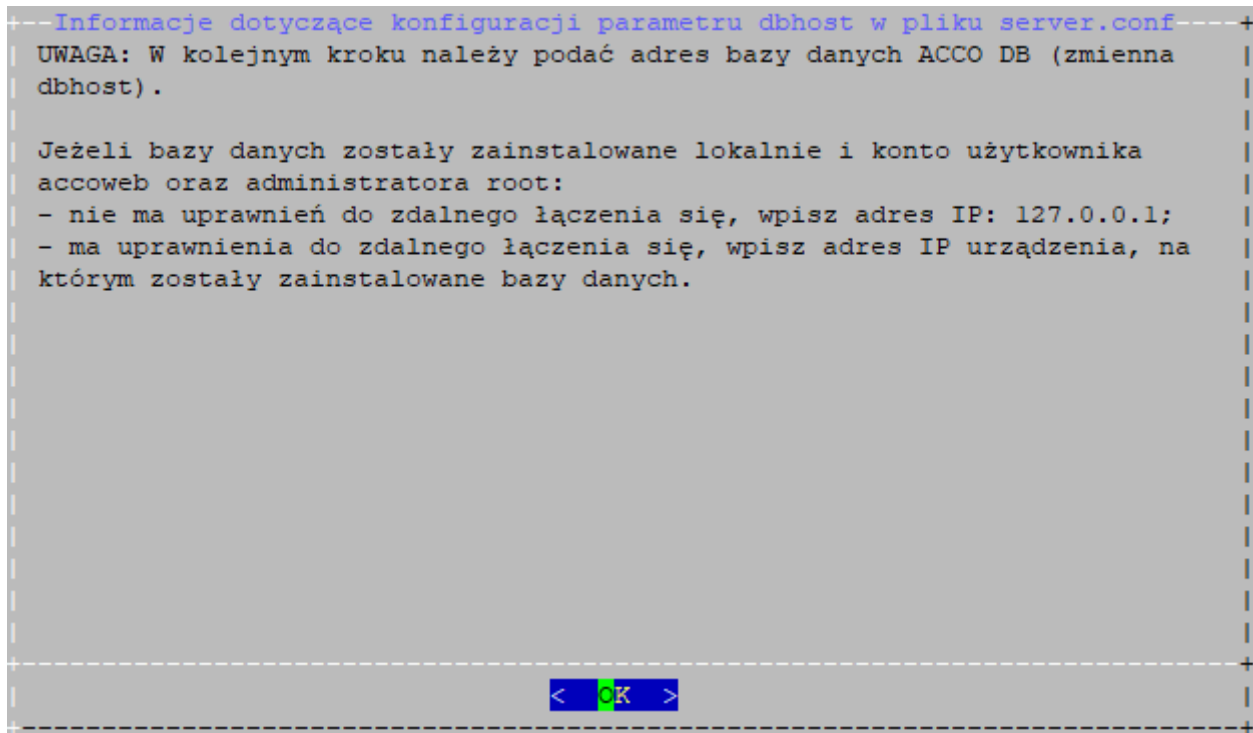 Informacje dotyczące konfiguracji parametru dbhost w pliku server.conf
UWAGA: W kolejnym kroku należy podać adres bazy danych ACCO DB (zmienna
dbhost).
Jeżeli bazy danych zostały zainstalowane lokalnie i konto użytkownika
accoweb oraz administratora root:
- nie ma uprawnień do zdalnego łączenia się, wpisz adres IP: 127.0.0.1;
- ma uprawnienia do zdalnego łączenia się, wpisz adres IP urządzenia, na
którym zostały zainstalowane bazy danych.
< OK >